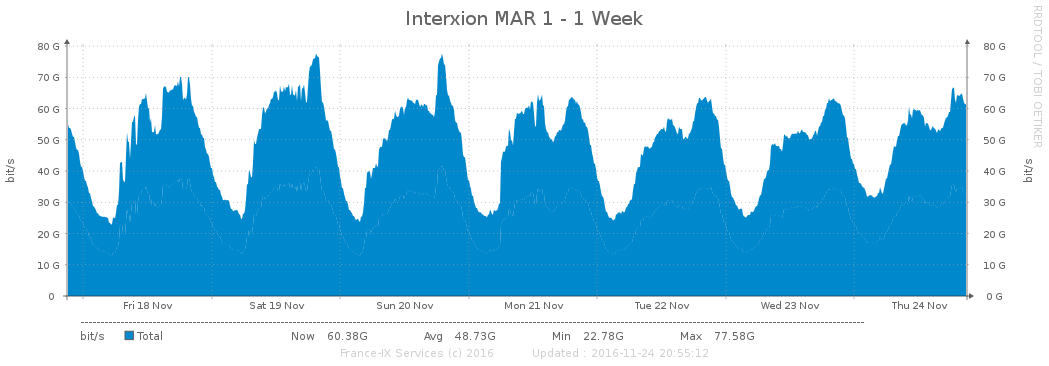 Interxion MAR 1 - 1 Week
RRDTOOL / TOBI OETIKER
bit/s
80 G
70 G
60 G
50 G
40 G
30 G
20 G
10 G
0
80 G
70 G
60 G
50 G
40 G
30 G
20 G
10 G
0 G
bit/s
Fri 18 Nov Sat 19 Nov Sun 20 Nov Mon 21 Nov Tue 22 Nov Wed 23 Nov Thu 24 Nov
bit/s Total Now 60.38G Avg 48.73G Min 22.78G Max 77.58G
France-IX Services (c) 2016 Updated : 2016-11-24 20:55:12